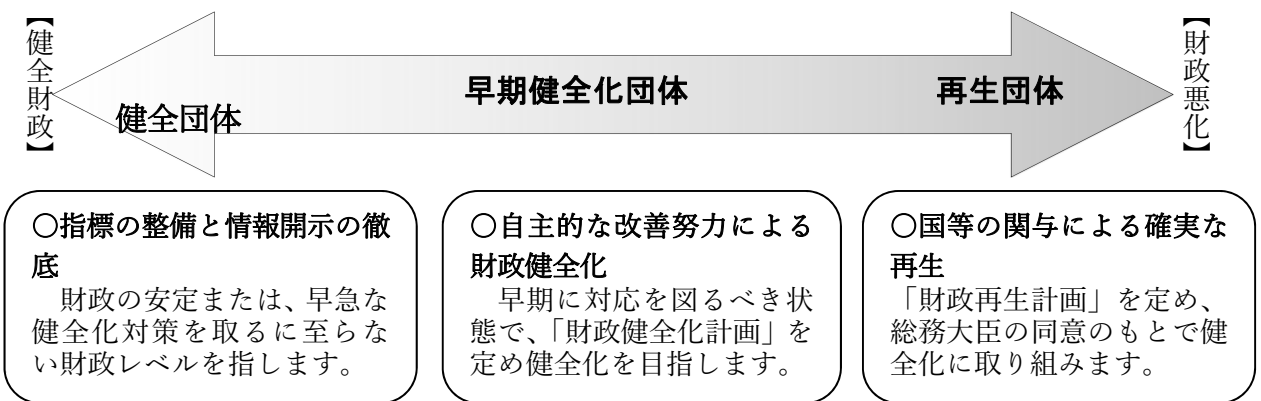 【健全財政】
健全団体
早期健全化団体
再生団体
【財政悪化】
〇指標の整備と情報開示の徹
底
財政の安定または、早急な
健全化対策を取るに至らな
い財政レベルを指します。
〇自主的な改善努力による
財政健全化
早期に対応を図るべき状
態で、「財政健全化計画」を
定め健全化を目指します。
〇国等の関与による確実な
再生
「財政再生計画」を定め、
総務大臣の同意のもとで健
全化に取り組みます。